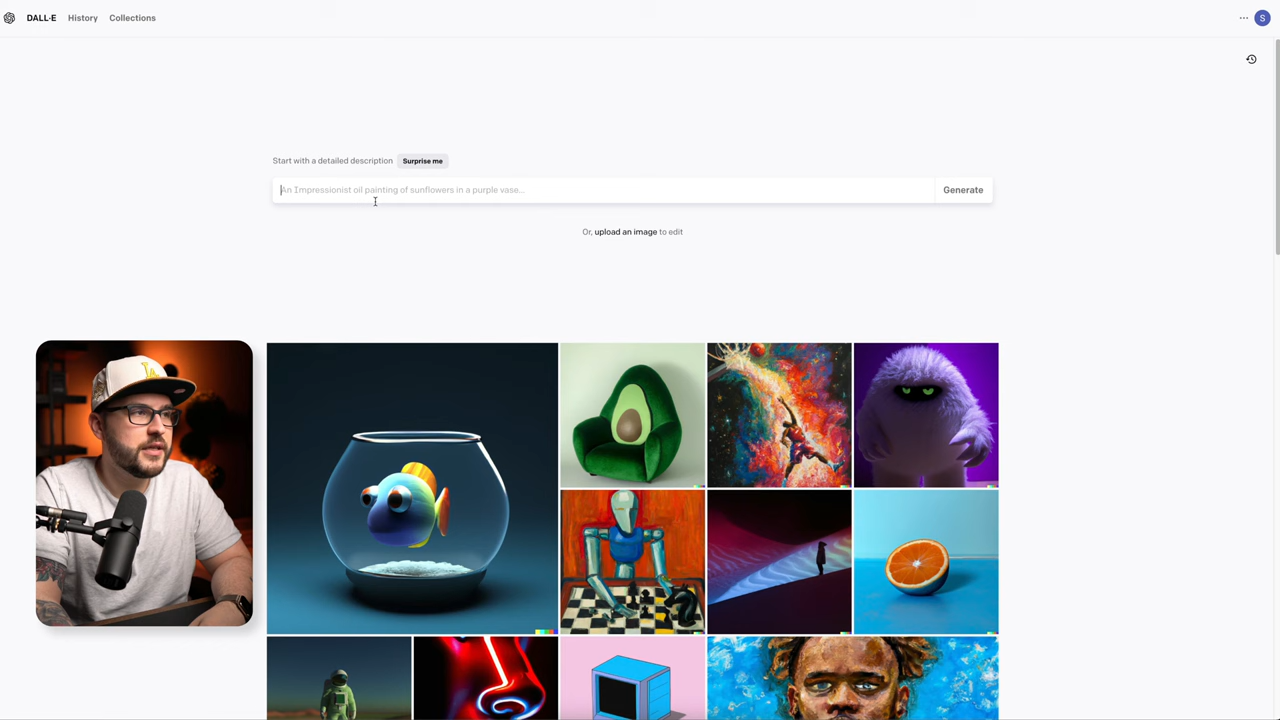 DALL·E History Collections
S
Start with a detailed description Surprise me
An Impressionist oil painting of sunflowers in a purple vase... Generate
Or, upload an image to edit
LA